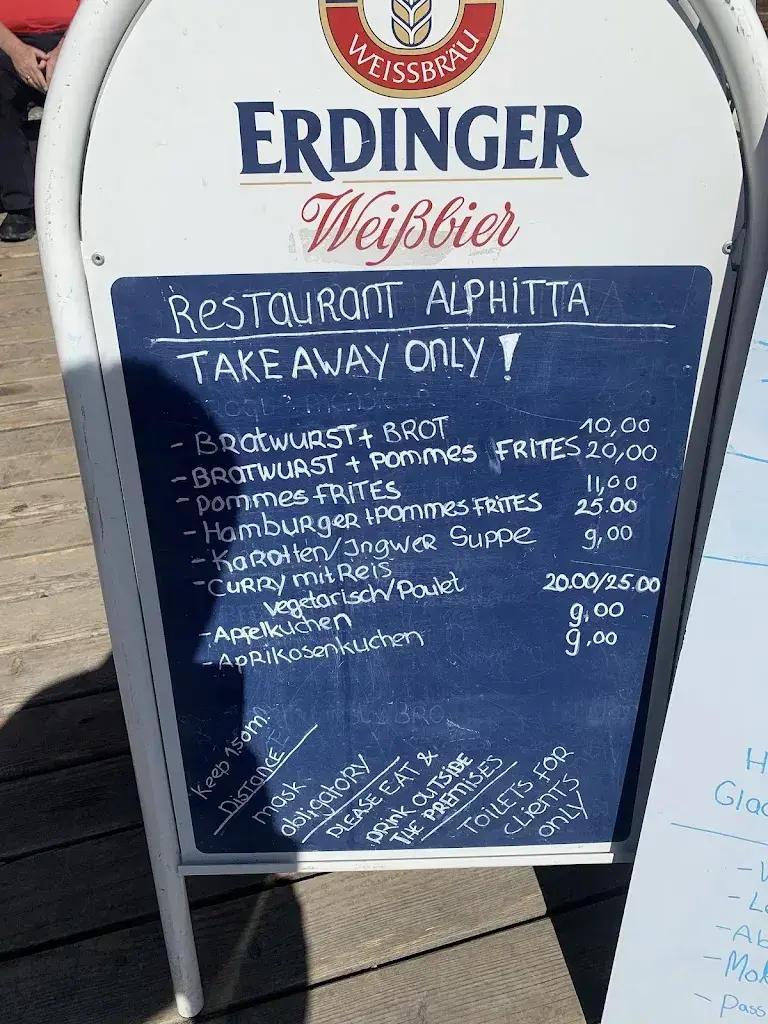 WEISSBRÄU
ERDINGER
Weißbier
RESTAURANT ALPHITTA
TAKE AWAY ONLY!
- BRATWURST + BROT 10,00
- BRATWURST + POMMES FRITES 20,00
- POMMES FRITES 11,00
- Hamburger + Pommes FRITES 25.00
- KAROTTEN/INGWER Suppe 9,00
- CURRY mit Reis
Vegetarisch/Poulet 20.00/25.00
- Apfelkuchen 9,00
- APRIKOSENKUCHEN 9,00
Keep 1.50m.
DISTANCE
mask
obligatory
PLEASE EAT &
DRINK OUTSIDE
THE PREMISES
TOILETS FOR
CLIENTS
ONLY